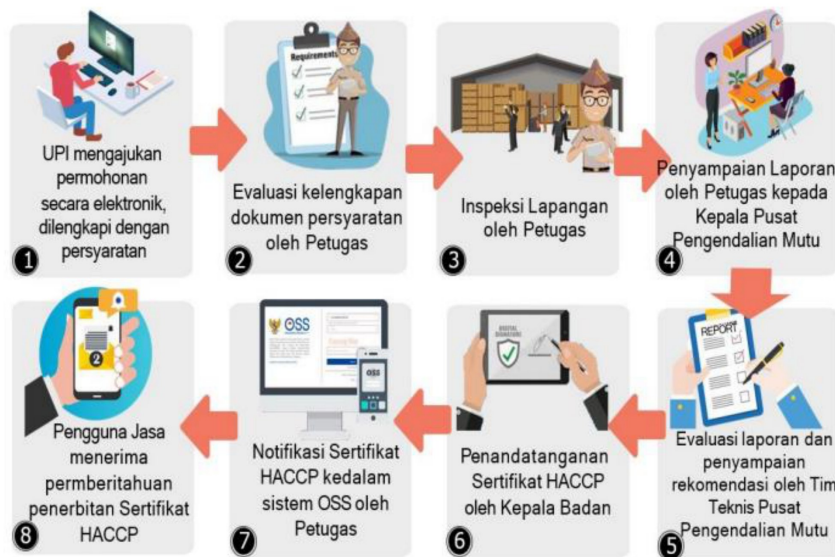 UPI mengajukan
permohonan
secara elektronik,
dilengkapi dengan
persyaratan
1
Requirements
Evaluasi kelengkapan
dokumen persyaratan
oleh Petugas
2
Inspeksi Lapangan
oleh Petugas
3
Penyampaian Laporan
oleh Petugas kepada
Kepala Pusat
Pengendalian Mutu
4
REPORT
Evaluasi laporan dan
penyampaian
rekomendasi oleh Tim
Teknis Pusat
Pengendalian Mutu
5
DIGITAL
SIGNATURE
Penandatanganan
Sertifikat HACCP
oleh Kepala Badan
6
OSS
OSS
Notifikasi Sertifikat
HACCP kedalam
sistem OSS oleh
Petugas
7
2
Pengguna Jasa
menerima
permberitahuan
penerbitan Sertifikat
HACCP
8